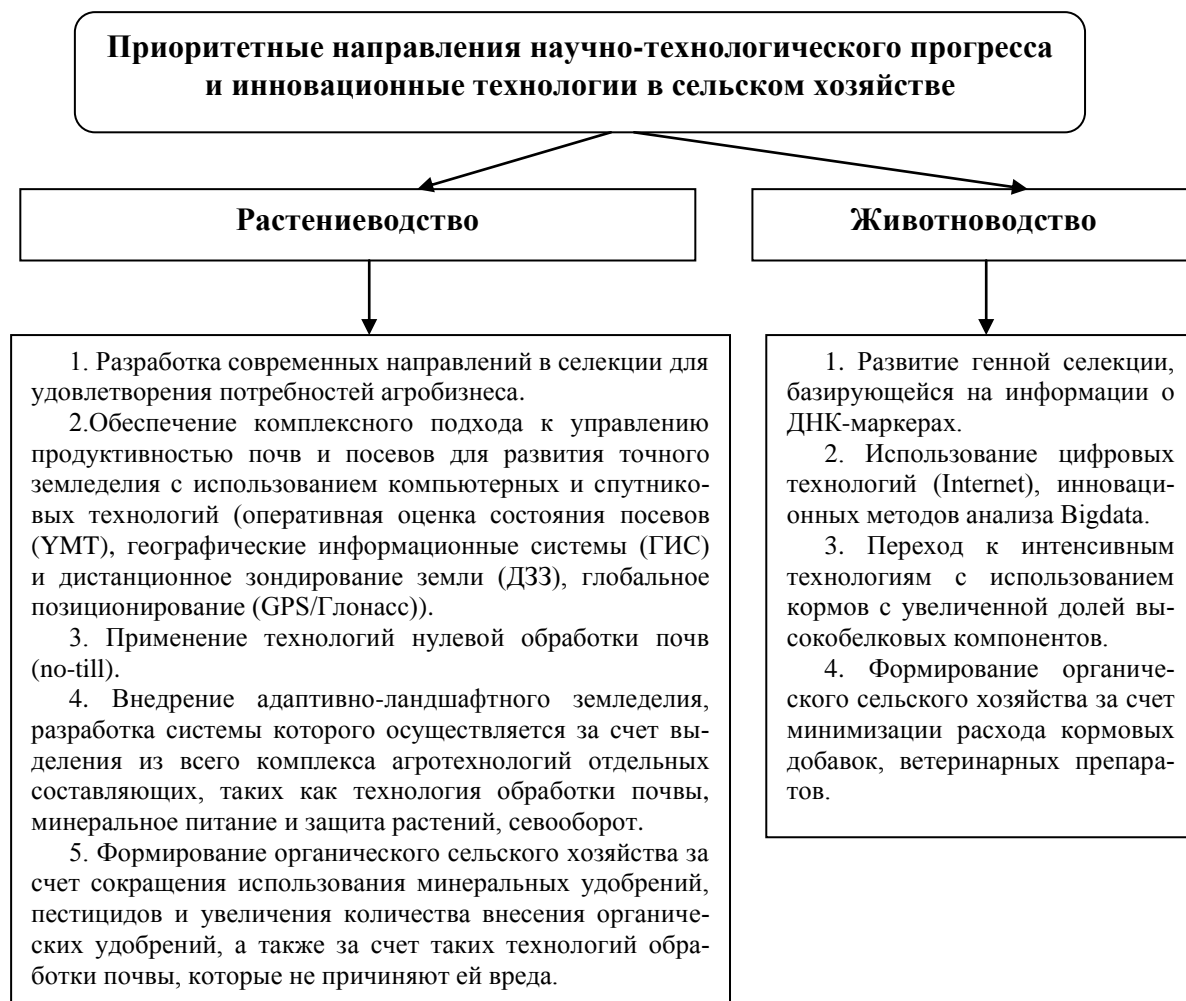 Приоритетные направления научно-технологического прогресса
и инновационные технологии в сельском хозяйстве
Растениеводство
Животноводство
1. Разработка современных направлений в селекции для
удовлетворения потребностей агробизнеса.
2.Обеспечение комплексного подхода к управлению
продуктивностью почв и посевов для развития точного
земледелия с использованием компьютерных и спутнико-
вых технологий (оперативная оценка состояния посевов
(YMT), географические информационные системы (ГИС)
и дистанционное зондирование земли (ДЗЗ), глобальное
позиционирование (GPS/Глонасс)).
3. Применение технологий нулевой обработки почв
(no-till).
4. Внедрение адаптивно-ландшафтного земледелия,
разработка системы которого осуществляется за счет вы-
деления из всего комплекса агротехнологий отдельных
составляющих, таких как технология обработки почвы,
минеральное питание и защита растений, севооборот.
5. Формирование органического сельского хозяйства за
счет сокращения использования минеральных удобрений,
пестицидов и увеличения количества внесения органиче-
ских удобрений, а также за счет таких технологий обра-
ботки почвы, которые не причиняют ей вреда.
1. Развитие генной селекции,
базирующейся на информации о
ДНК-маркерах.
2. Использование цифровых
технологий (Internet), инноваци-
онных методов анализа Bigdata.
3. Переход к интенсивным
технологиям с использованием
кормов с увеличенной долей вы-
сокобелковых компонентов.
4. Формирование органиче-
ского сельского хозяйства за счет
минимизации расхода кормовых
добавок, ветеринарных препара-
тов.